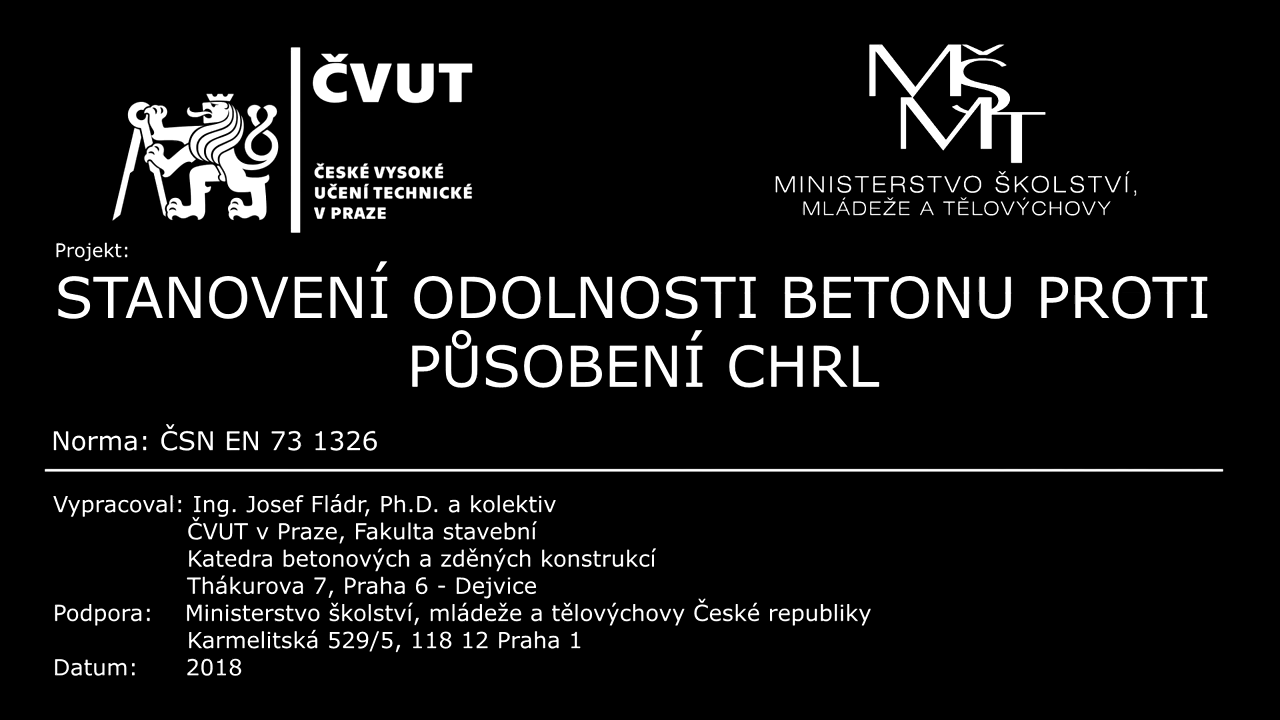 ČVUT
ČESKÉ VYSOKÉ
UČENÍ TECHNICKÉ
V PRAZE
MŠMT
MINISTERSTVO ŠKOLSTVÍ,
MLÁDEŽE A TĚLOVÝCHOVY
Projekt:
STANOVENÍ ODOLNOSTI BETONU PROTI
PŮSOBENÍ CHRL
Norma: ČSN EN 73 1326
Vypracoval: Ing. Josef Fládr, Ph.D. a kolektiv
ČVUT v Praze, Fakulta stavební
Katedra betonových a zděných konstrukcí
Thákurova 7, Praha 6 - Dejvice
Podpora: Ministerstvo školství, mládeže a tělovýchovy České republiky
Karmelitská 529/5, 118 12 Praha 1
Datum: 2018